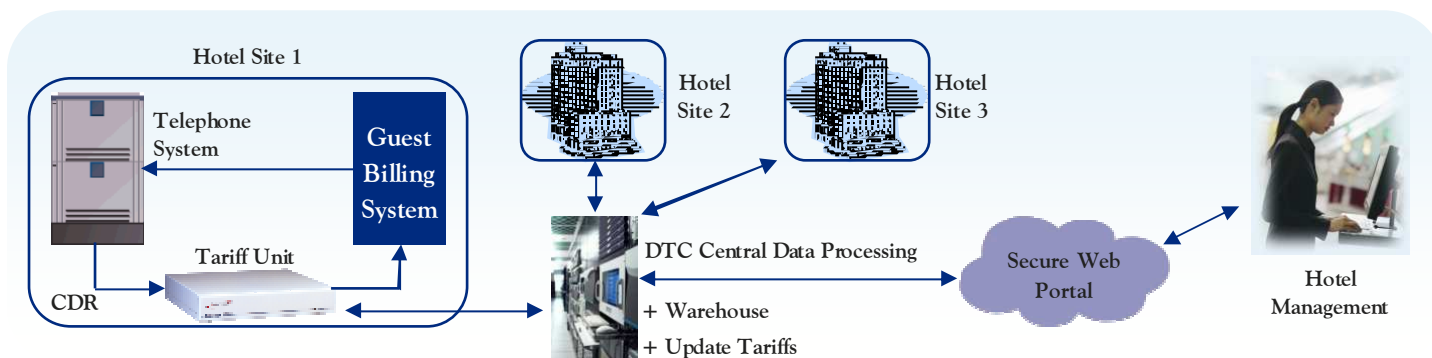 Hotel Site 1
Telephone
System
Guest
Billing
System
Tariff Unit
CDR
Hotel
Site 2
Hotel
Site 3
DTC Central Data Processing
+ Warehouse
+ Update Tariffs
Secure Web
Portal
Hotel
Management